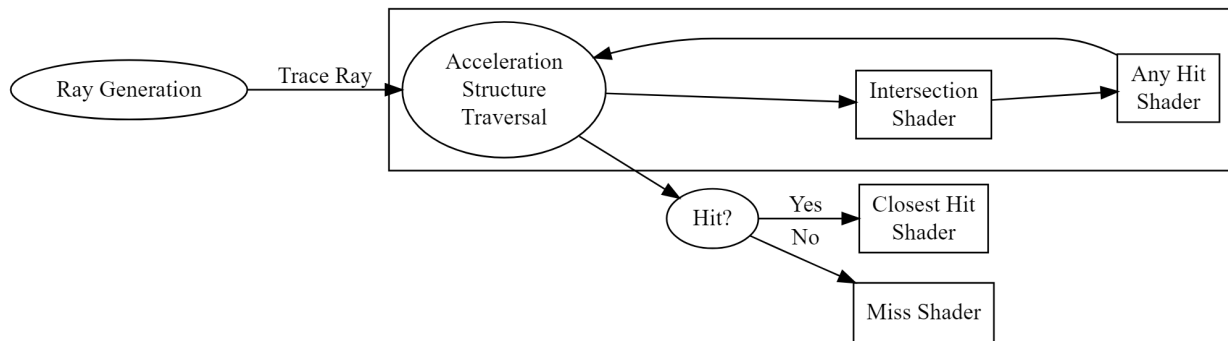 Ray Generation
Trace Ray
Acceleration
Structure
Traversal
Intersection
Shader
Any Hit
Shader
Hit?
Yes
No
Closest Hit
Shader
Miss Shader